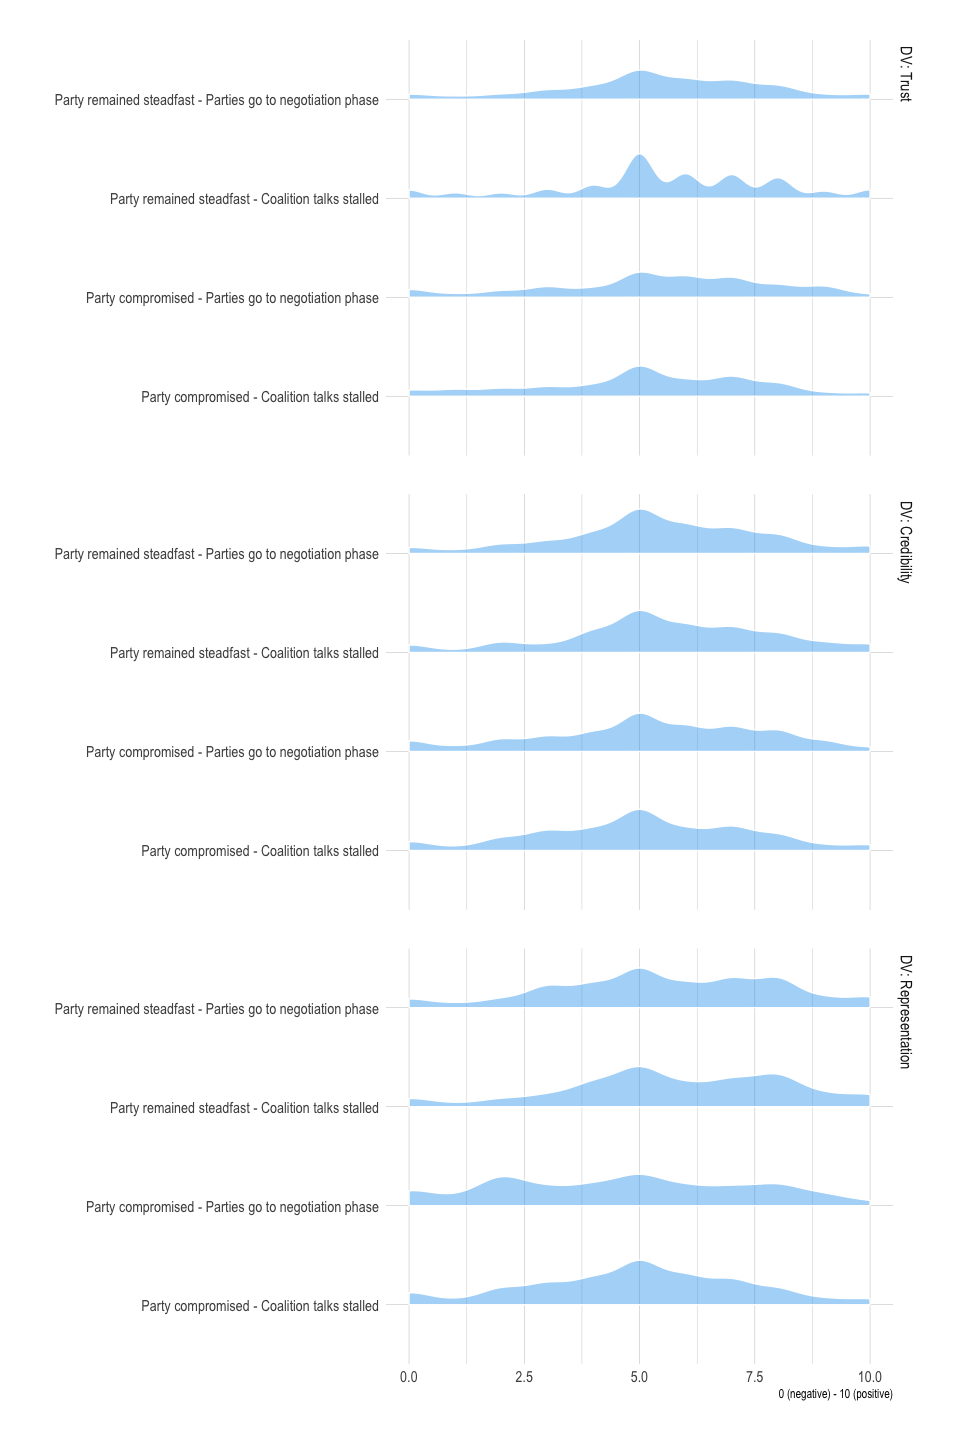 DV: Trust
Party remained steadfast - Parties go to negotiation phase
Party remained steadfast - Coalition talks stalled
Party compromised - Parties go to negotiation phase
Party compromised - Coalition talks stalled
DV: Credibility
Party remained steadfast - Parties go to negotiation phase
Party remained steadfast - Coalition talks stalled
Party compromised - Parties go to negotiation phase
Party compromised - Coalition talks stalled
DV: Representation
Party remained steadfast - Parties go to negotiation phase
Party remained steadfast - Coalition talks stalled
Party compromised - Parties go to negotiation phase
Party compromised - Coalition talks stalled
0.0 2.5 5.0 7.5 10.0
0 (negative) - 10 (positive)